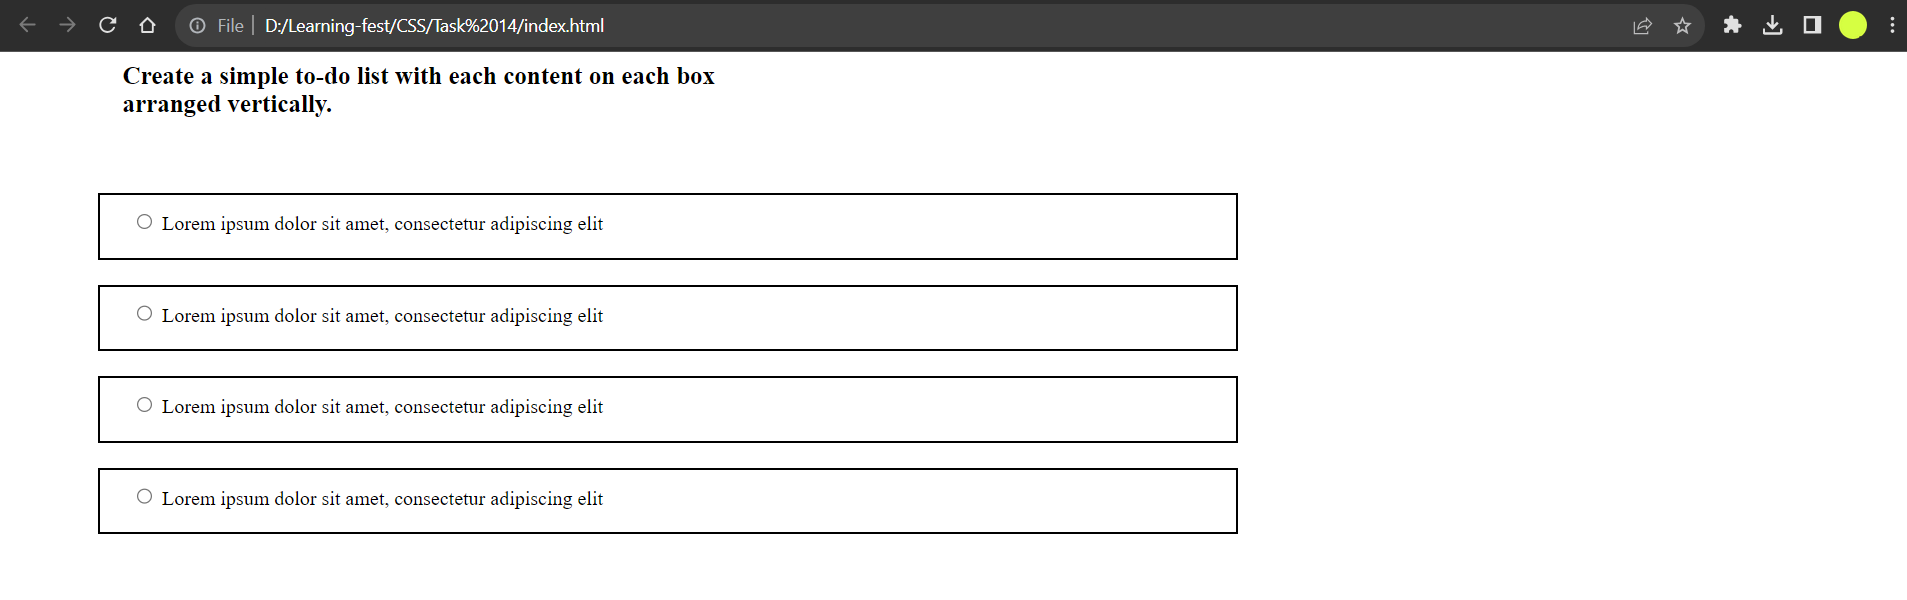 File D:/Learning-fest/CSS/Task%2014/index.html
Create a simple to-do list with each content on each box
arranged vertically.
Lorem ipsum dolor sit amet, consectetur adipiscing elit
Lorem ipsum dolor sit amet, consectetur adipiscing elit
Lorem ipsum dolor sit amet, consectetur adipiscing elit
Lorem ipsum dolor sit amet, consectetur adipiscing elit